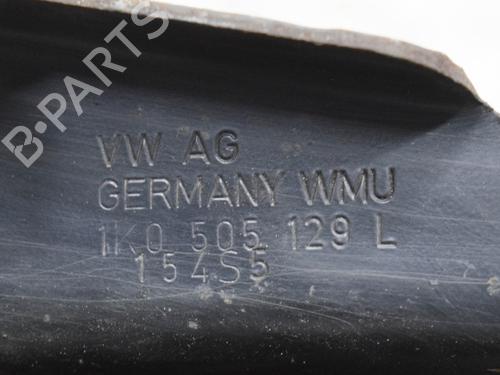 B-PARTS
VW AG
GERMANY WMU
1K0 505 129 L
154S5